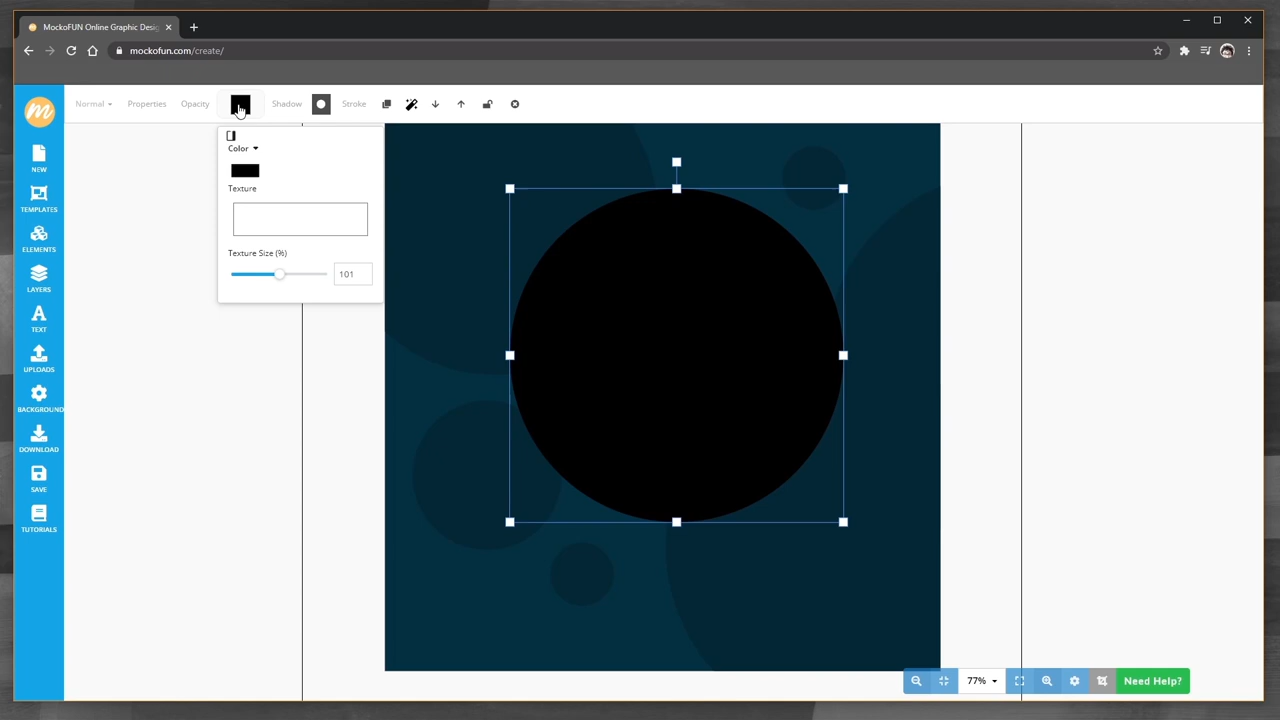 MockoFUN Online Graphic Desig
mockofun.com/create/
Normal Properties Opacity Shadow Stroke
Color
Texture
Texture Size (%)
101
NEW
TEMPLATES
ELEMENTS
LAYERS
TEXT
UPLOADS
BACKGROUND
DOWNLOAD
SAVE
TUTORIALS
77%
Need Help?